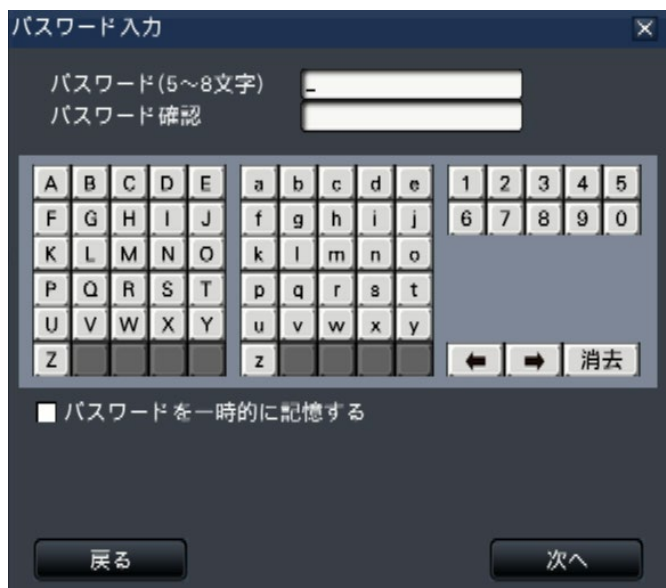 パスワード入力
パスワード(5～8文字)
パスワード確認
A B C D E a b c d e 1 2 3 4 5
F G H I J f g h i j 6 7 8 9 0
K L M N O k l m n o
P Q R S T p q r s t
U V W X Y u v w x y
Z z 消去
パスワードを一時的に記憶する
戻る 次へ